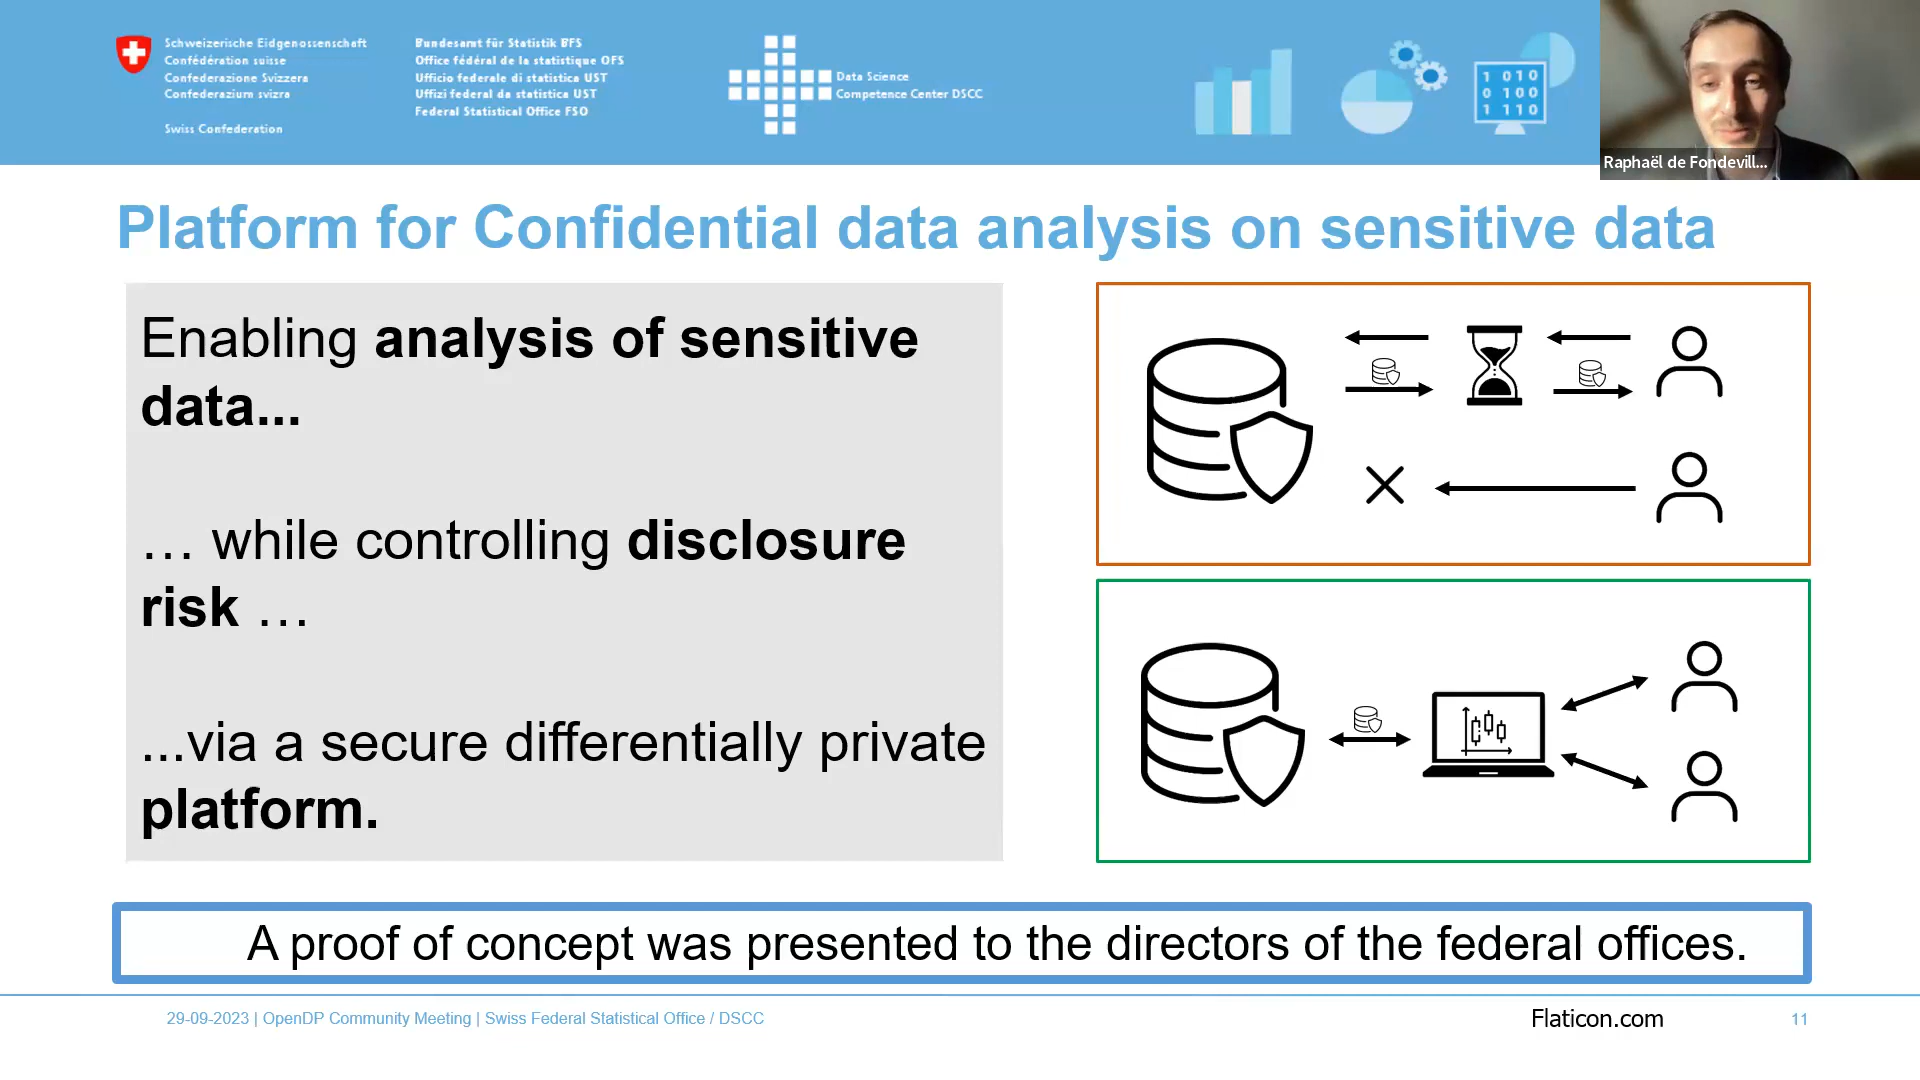 Schweizerische Eidgenossenschaft
Confédération suisse
Confederazione Svizzera
Confederaziun svizra
Swiss Confederation
Bundesamt für Statistik BFS
Office fédéral de la statistique OFS
Ufficio federale di statistica UST
Uffizi federal da statistica UST
Federal Statistical Office FSO
Data Science
Competence Center DSCC
1 010
0 100
1 110
Raphaël de Fondevill...
Platform for Confidential data analysis on sensitive data
Enabling analysis of sensitive
data...
… while controlling disclosure
risk …
...via a secure differentially private
platform.
A proof of concept was presented to the directors of the federal offices.
29-09-2023 | OpenDP Community Meeting | Swiss Federal Statistical Office / DSCC
Flaticon.com
11